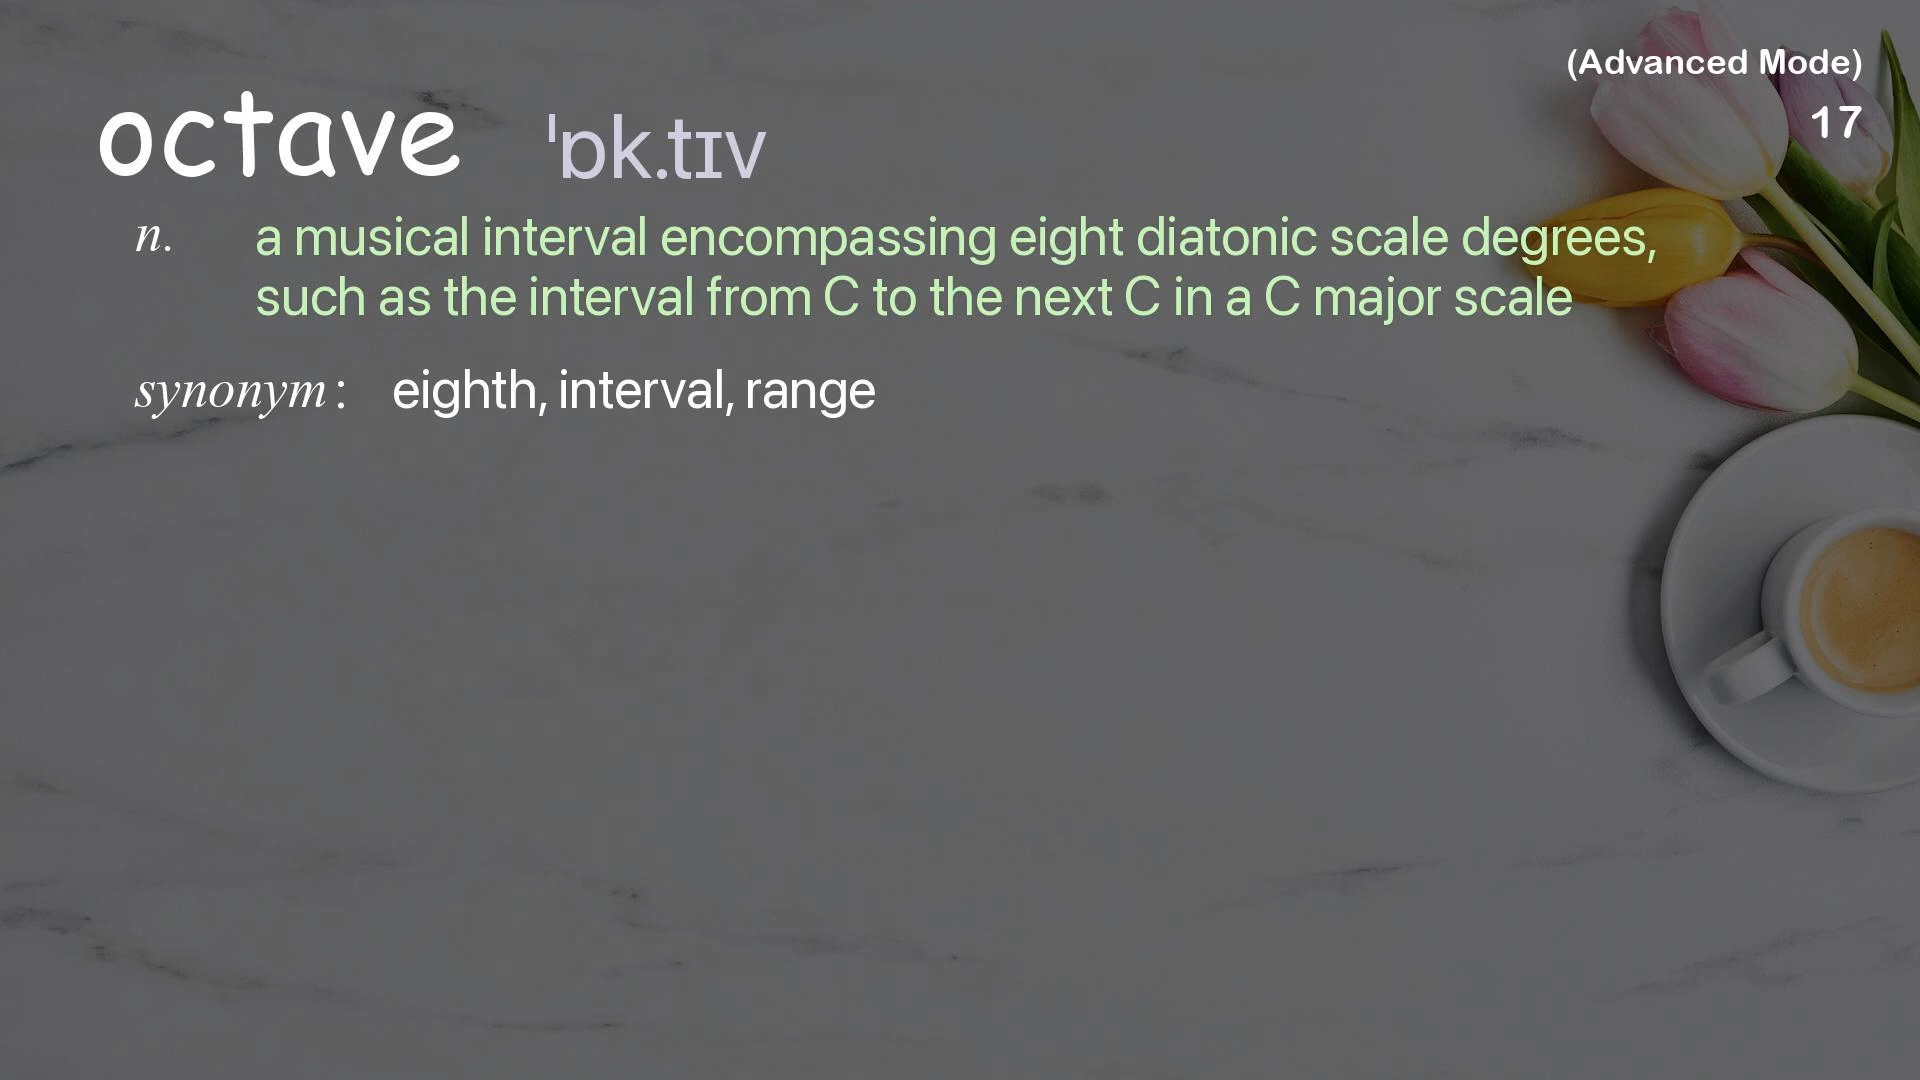 (Advanced Mode)
17
octave ˈɒk.tɪv
n. a musical interval encompassing eight diatonic scale degrees,
such as the interval from C to the next C in a C major scale
synonym: eighth, interval, range